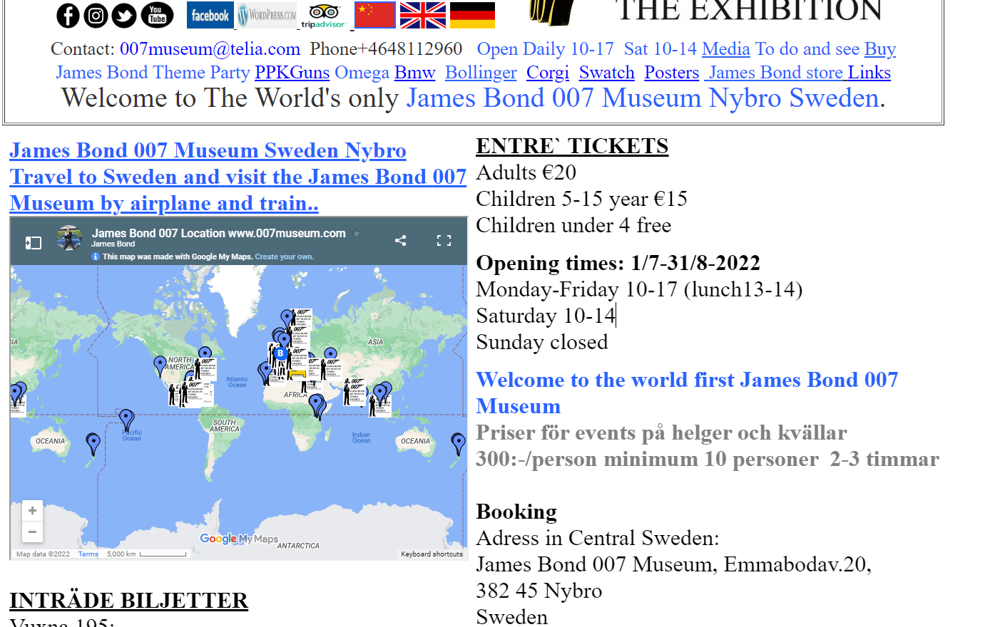 THE EXHIBITION
You
Tube
facebook
WORDPRESS.COM
tripadvisor
Contact: 007museum@telia.com Phone+4648112960 Open Daily 10-17 Sat 10-14 Media To do and see Buy
James Bond Theme Party PPKGuns Omega Bmw Bollinger Corgi Swatch Posters James Bond store Links
Welcome to The World's only James Bond 007 Museum Nybro Sweden.
James Bond 007 Museum Sweden Nybro
Travel to Sweden and visit the James Bond 007
Museum by airplane and train..
James Bond 007 Location www.007museum.com
James Bond
This map was made with Google My Maps. Create your own.
ASIA
NORTH
AMERICA
Atlantic
Ocean
AFRICA
B
SOUTH
AMERICA
Pacific
Ocean
Indian
Ocean
OCEANIA
OCEANIA
Google My Maps
ANTARCTICA
Map data ©2022 Terms 5,000 km Keyboard shortcuts
INTRÄDE BILJETTER
Vuxna 195:
ENTRE` TICKETS
Adults €20
Children 5-15 year €15
Children under 4 free
Opening times: 1/7-31/8-2022
Monday-Friday 10-17 (lunch13-14)
Saturday 10-14
Sunday closed
Welcome to the world first James Bond 007
Museum
Priser för events på helger och kvällar
300:-/person minimum 10 personer 2-3 timmar
Booking
Adress in Central Sweden:
James Bond 007 Museum, Emmabodav.20,
382 45 Nybro
Sweden